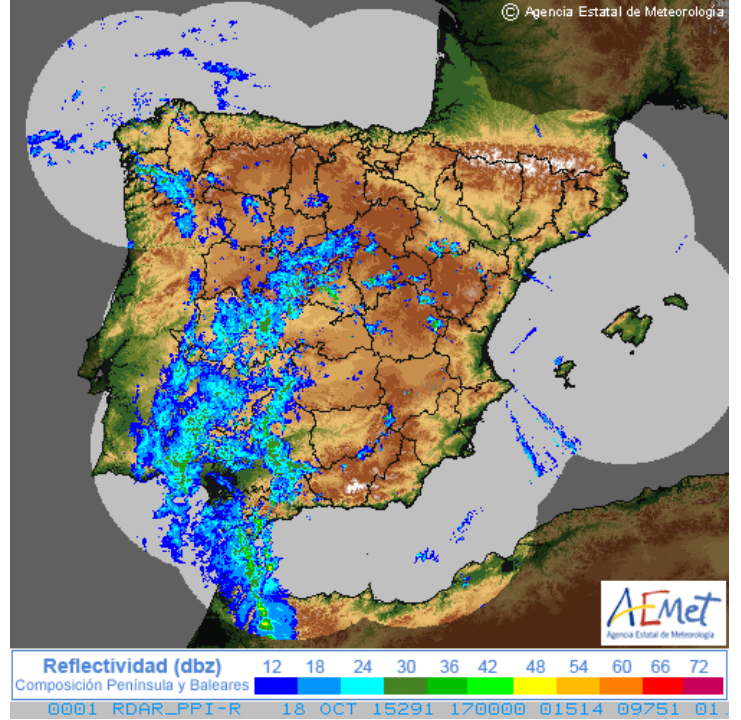 © Agencia Estatal de Meteorología
AEMet
Agencia Estatal de Meteorología
Reflectividad (dbz) 12 18 24 30 36 42 48 54 60 66 72
Composición Península y Baleares
0001 RDAR_PPI-R 18 OCT 15291 170000 01514 09751 01.